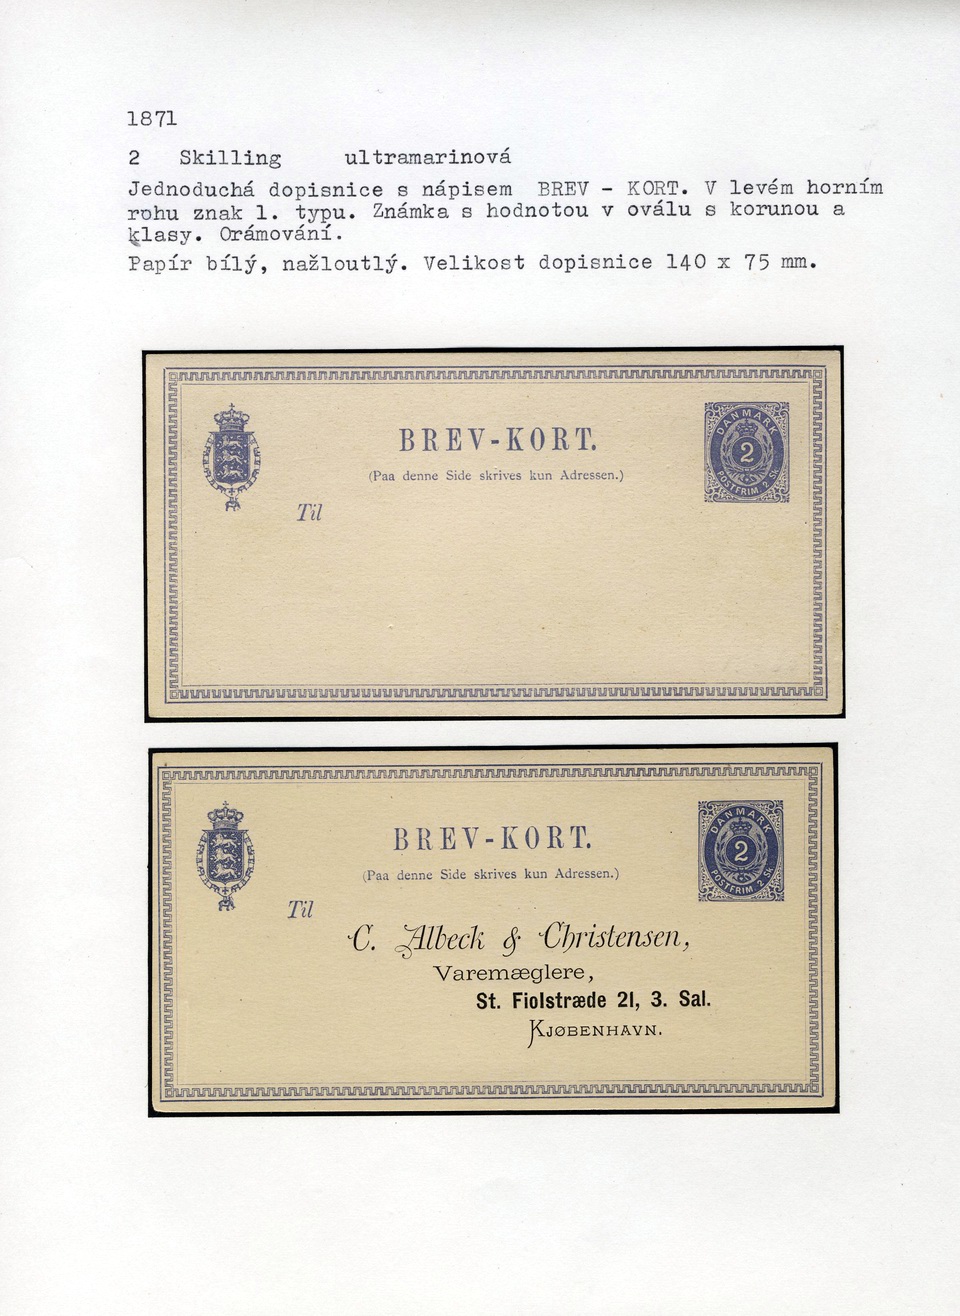 1871
2 Skilling ultramarinová
Jednoduchá dopisnice s nápisem BREV - KORT. V levém horním
rohu znak 1. typu. Známka s hodnotou v oválu s korunou a
klasy. Orámování.
Papír bílý, nažloutlý. Velikost dopisnice 140 x 75 mm.
BREV-KORT.
(Paa denne Side skrives kun Adressen.)
Til
DANMARK
2
POSTFRIM. 2 SK.
BREV-KORT.
(Paa denne Side skrives kun Adressen.)
Til
DANMARK
2
POSTFRIM. 2 SK.
C. Albeck & Christensen,
Varemæglere,
St. Fiolstræde 21, 3. Sal.
KJØBENHAVN.